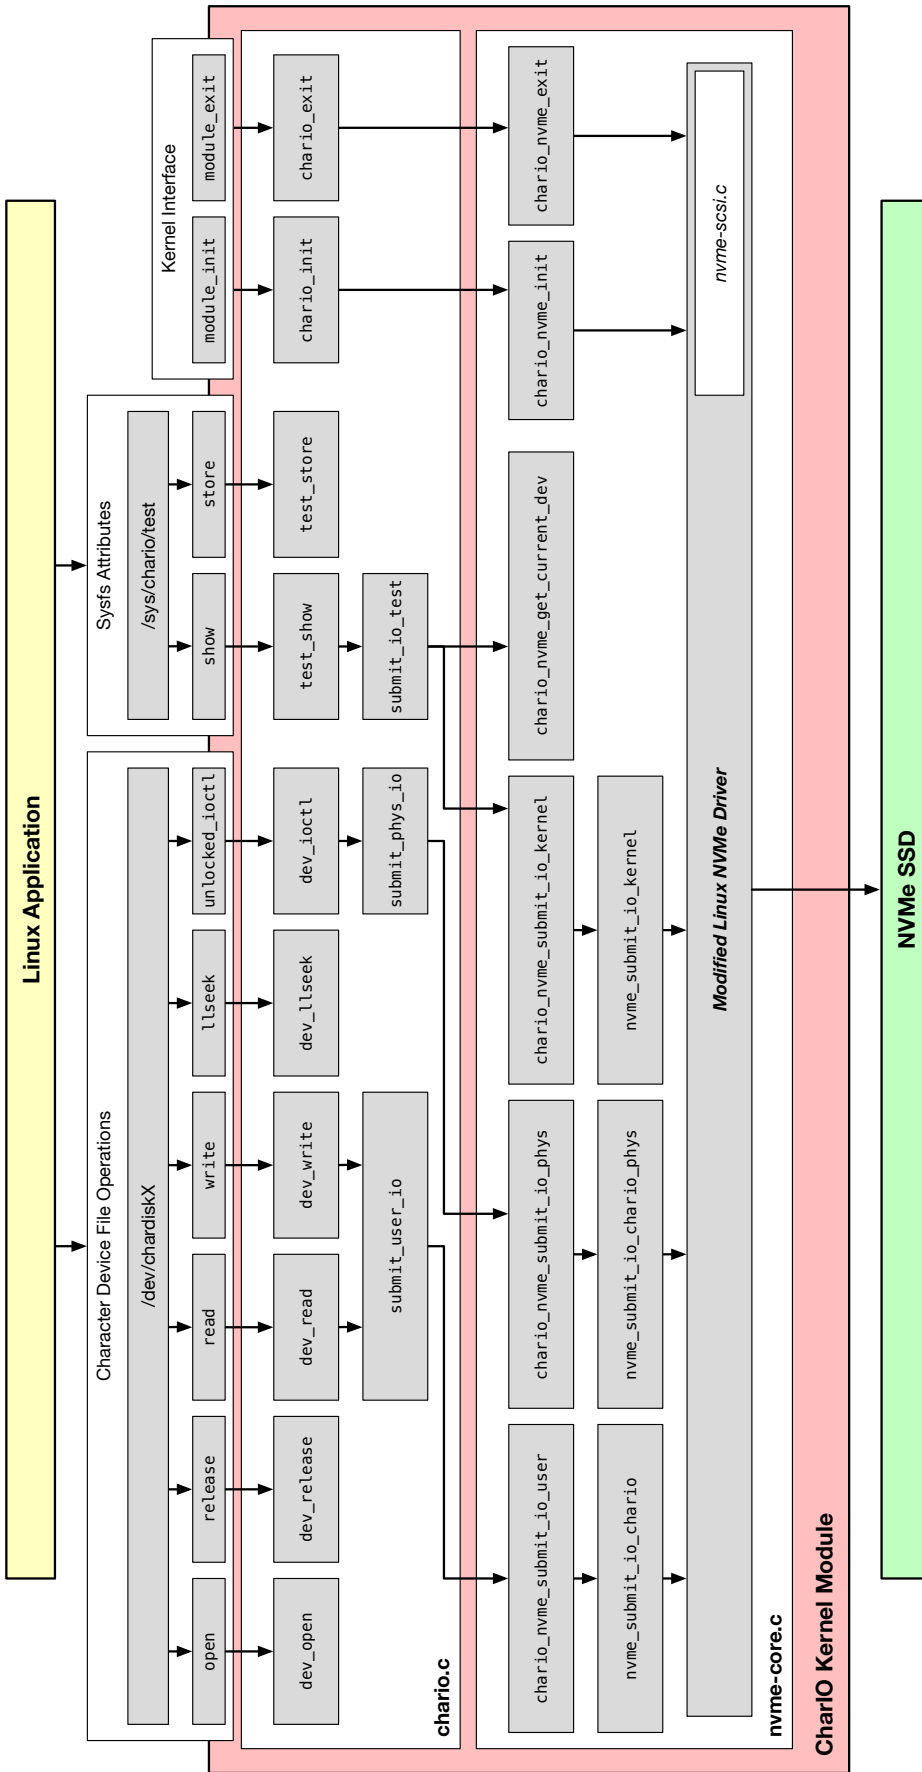 Linux Application
Character Device File Operations
Sysfs Attributes
Kernel Interface
/dev/chardiskX
/sys/chario/test
open
release
read
write
llseek
unlocked_ioctl
show
store
module_init
module_exit
dev_open
dev_release
dev_read
dev_write
dev_llseek
dev_ioctl
test_show
test_store
chario_init
chario_exit
submit_user_io
submit_phys_io
submit_io_test
chario.c
chario_nvme_submit_io_user
chario_nvme_submit_io_phys
chario_nvme_submit_io_kernel
chario_nvme_get_current_dev
chario_nvme_init
chario_nvme_exit
nvme_submit_io_chario
nvme_submit_io_chario_phys
nvme_submit_io_kernel
Modified Linux NVMe Driver
nvme-scsi.c
nvme-core.c
CharIO Kernel Module
NVMe SSD